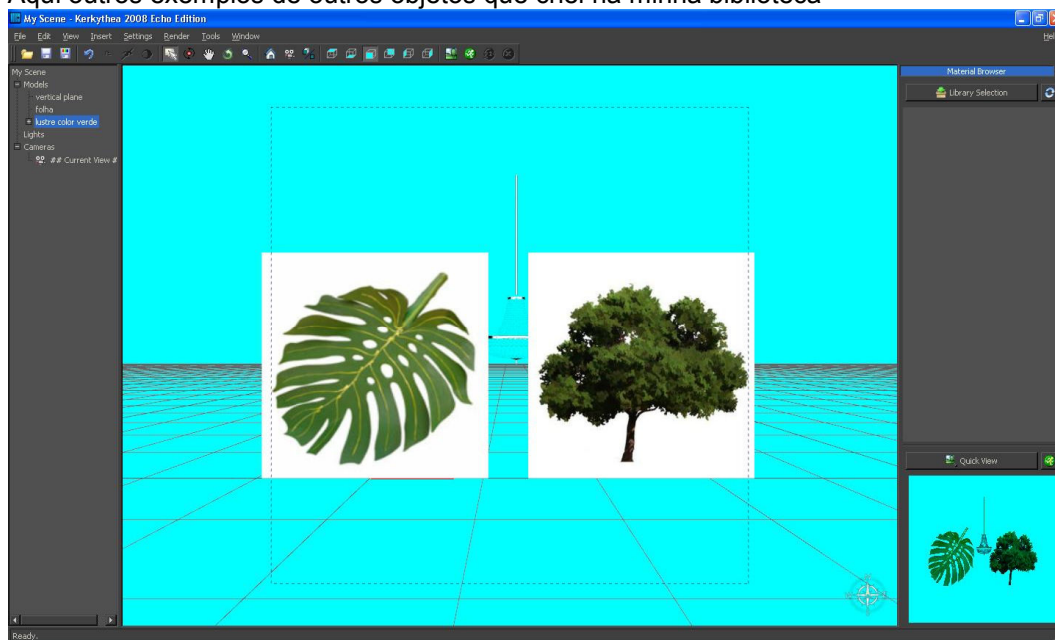 Aqui outros exemplos de outros objetos que criei na minha biblioteca
My Scene - Kerkythea 2008 Echo Edition
File Edit View Insert Settings Render Tools Window
My Scene
Models
vertical plane
folha
lustre color verde
Lights
Cameras
## Current View #
Material Browser
Library Selection
Quick View
Ready.